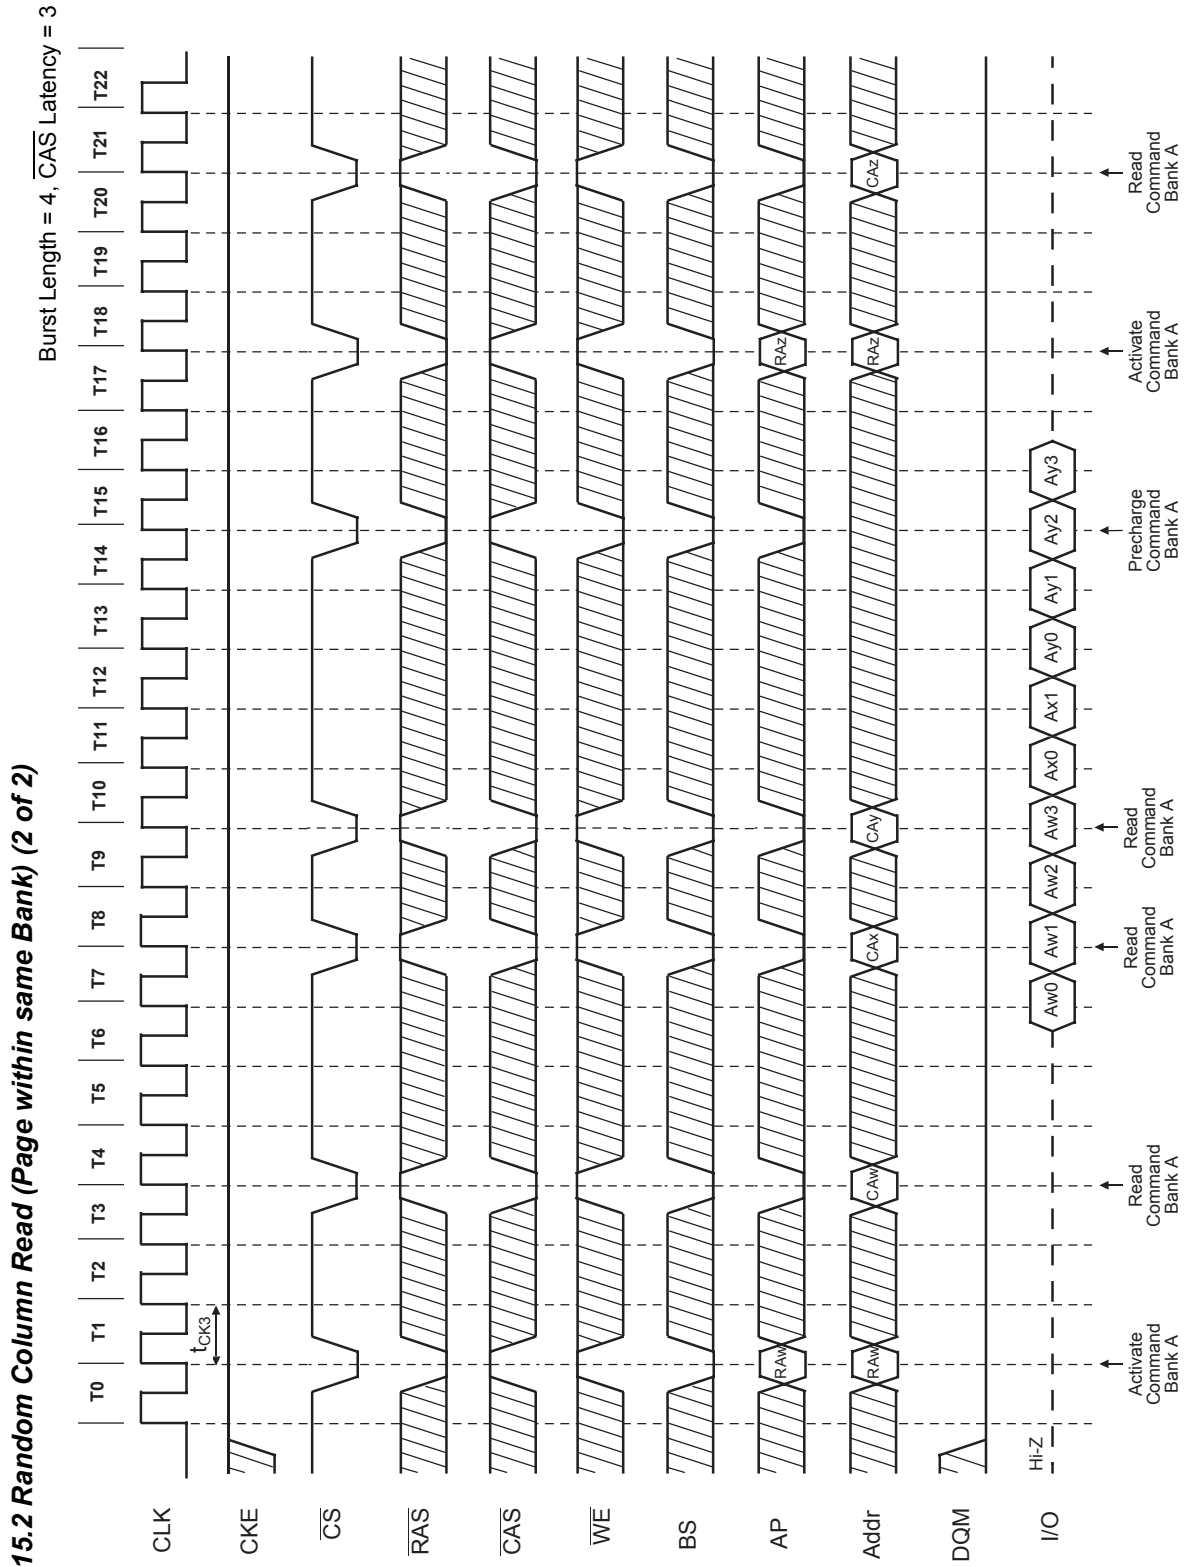 15.2 Random Column Read (Page within same Bank) (2 of 2)
Burst Length = 4, CAS Latency = 3
T0 T1 T2 T3 T4 T5 T6 T7 T8 T9 T10 T11 T12 T13 T14 T15 T16 T17 T18 T19 T20 T21 T22
CLK
tCK3
CKE
CS
RAS
CAS
WE
BS
AP
RAw RAz
Addr
RAw CAw CAx CAy RAz CAz
DQM
I/O
Hi-Z
Aw0 Aw1 Aw2 Aw3 Ax0 Ax1 Ay0 Ay1 Ay2 Ay3
Activate
Command
Bank A
Read
Command
Bank A
Read
Command
Bank A
Read
Command
Bank A
Precharge
Command
Bank A
Activate
Command
Bank A
Read
Command
Bank A